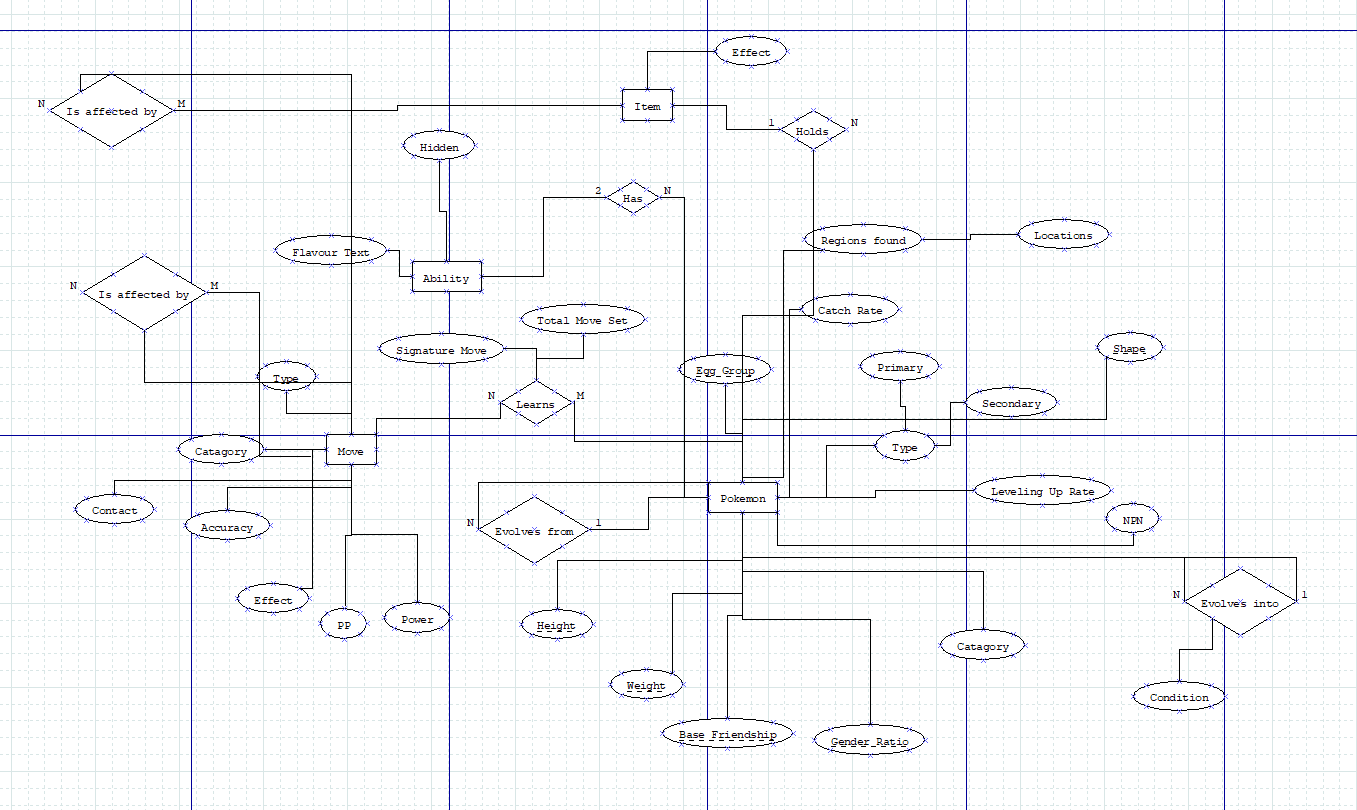 Effect
N
Is affected by
M
Item
1
Holds
N
Hidden
2
Has
N
Flavour Text
Regions found
Locations
Ability
N
Is affected by
M
Catch Rate
Total Move Set
Signature Move
Shape
Egg Group
Primary
Type
N
Learns
M
Secondary
Catagory
Move
Type
Leveling Up Rate
Pokemon
Contact
Accuracy
N
Evolves from
1
NPN
Effect
PP
Power
Height
N
Evolves into
1
Catagory
Weight
Condition
Base Friendship
Gender Ratio